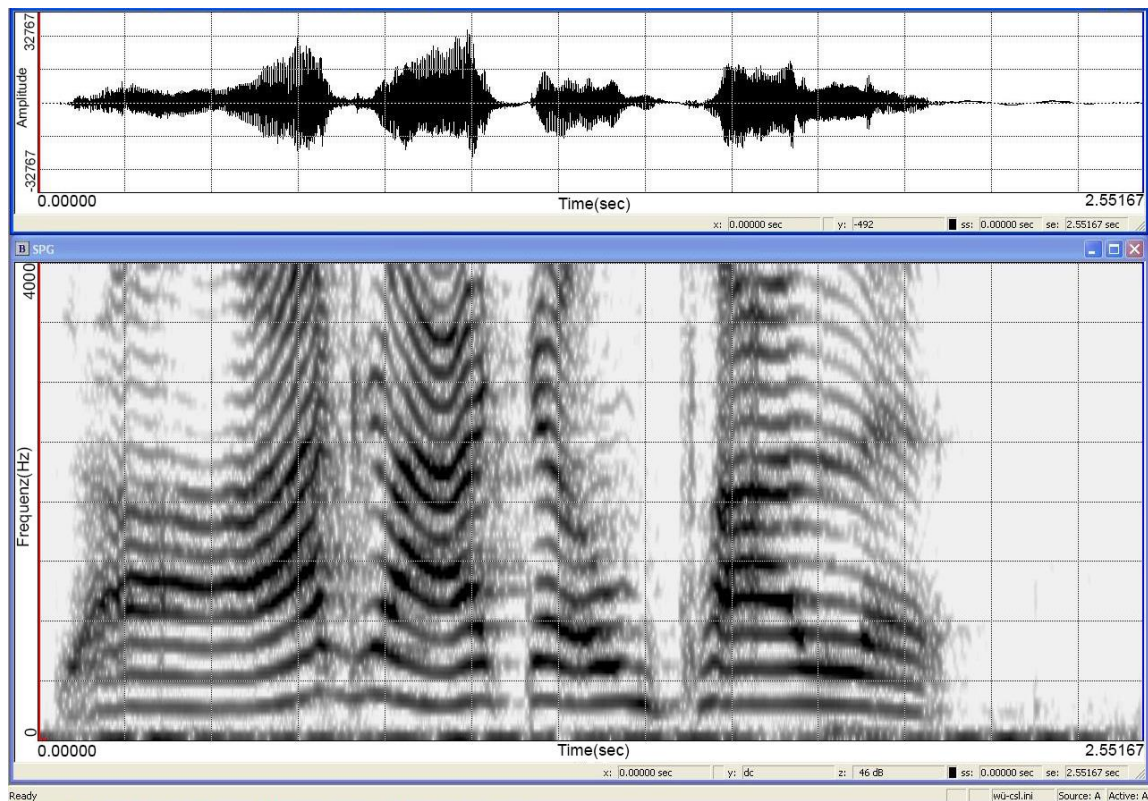 32767
Amplitude
-32767
0.00000 Time(sec) 2.55167
x: 0.00000 sec y: -492 ss: 0.00000 sec se: 2.55167 sec
B SPG
4000
Frequenz(Hz)
0
0.00000 Time(sec) 2.55167
x: 0.00000 sec y: dc z: 46 dB ss: 0.00000 sec se: 2.55167 sec
Ready wü-csl.ini Source: A Active: A